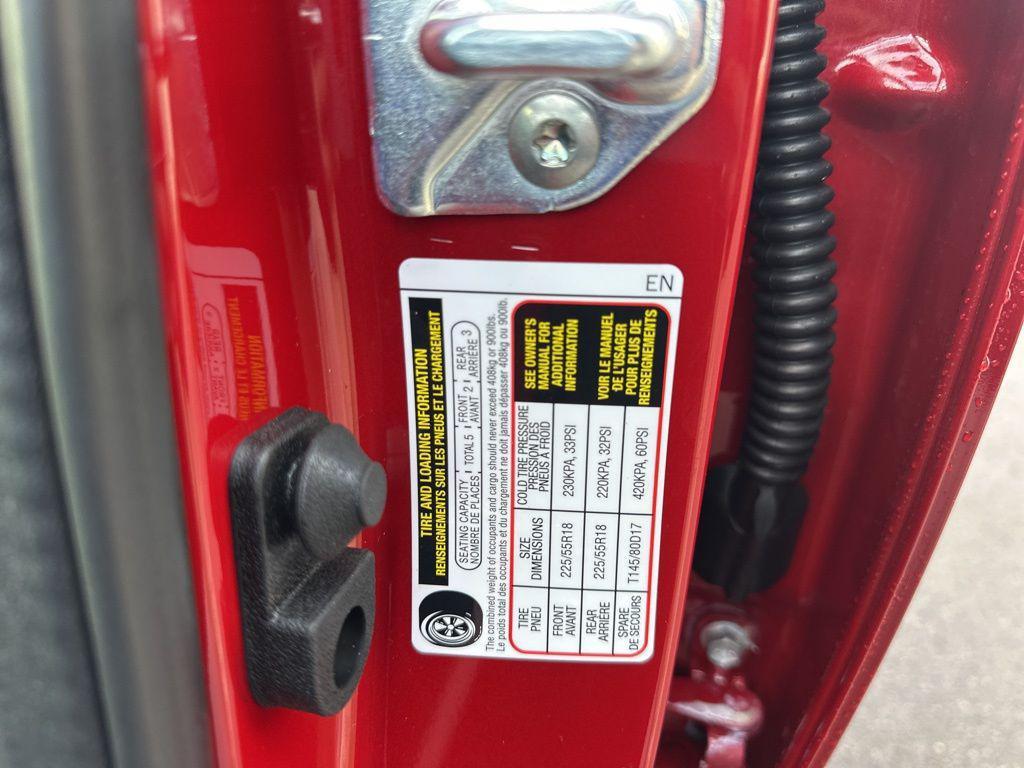 EN
TIRE AND LOADING INFORMATION
RENSEIGNEMENTS SUR LES PNEUS ET LE CHARGEMENT
SEATING CAPACITY
NOMBRE DE PLACES
TOTAL 5
FRONT 2
AVANT
REAR 3
ARRIÈRE
The combined weight of occupants and cargo should never exceed 408kg or 900lbs.
Le poids total des occupants et du chargement ne doit jamais dépasser 408kg ou 900lb.
TIRE
PNEU
SIZE
DIMENSIONS
COLD TIRE PRESSURE
PRESSION DES
PNEUS À FROID
SEE OWNER'S
MANUAL FOR
ADDITIONAL
INFORMATION
VOIR LE MANUEL
DE L'USAGER
POUR PLUS DE
RENSEIGNEMENTS
FRONT
AVANT
225/55R18
230KPA, 33PSI
REAR
ARRIÈRE
225/55R18
220KPA, 32PSI
SPARE
DE SECOURS
T145/80D17
420KPA, 60PSI